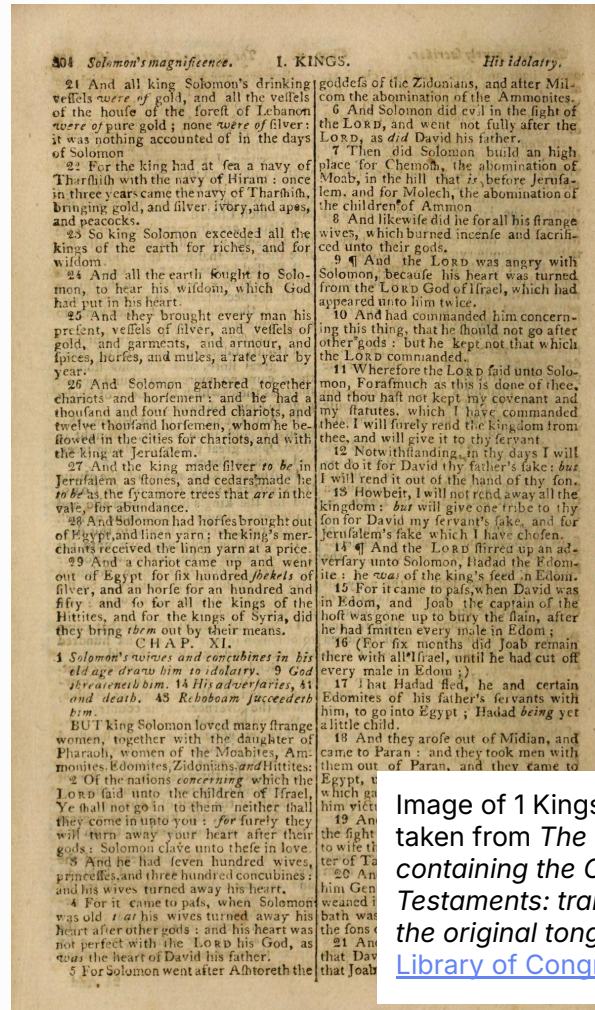 304 Solomon's magnificence. I. KINGS. His idolatry.
21 And all king Solomon's drinking
veſſels were of gold, and all the veſſels
of the houſe of the foreſt of Lebanon
were of pure gold ; none were of ſilver :
it was nothing accounted of in the days
of Solomon
22 For the king had at ſea a navy of
Tharſhiſh with the navy of Hiram : once
in three years came the navy of Tharſhiſh,
bringing gold, and ſilver, ivory, and apes,
and peacocks.
23 So king Solomon exceeded all the
kings of the earth for riches, and for
wiſdom.
24 And all the earth ſought to Solo-
mon, to hear his wiſdom, which God
had put in his heart.
25 And they brought every man his
preſent, veſſels of ſilver, and veſſels of
gold, and garments, and armour, and
ſpices, horſes, and mules, a rate year by
year.
26 And Solomon gathered together
chariots and horſemen : and he had a
thouſand and four hundred chariots, and
twelve thouſand horſemen, whom he be-
ſtowed in the cities for chariots, and with
the king at Jeruſalem.
27 And the king made ſilver to be in
Jeruſalem as ſtones, and cedars made he
to be as the ſycamore trees that are in the
vale, for abundance.
28 And Solomon had horſes brought out
of Egypt, and linen yarn : the king's mer-
chants received the linen yarn at a price.
29 And a chariot came up and went
out of Egypt for ſix hundred ſhekels of
ſilver, and an horſe for an hundred and
fifty : and ſo for all the kings of the
Hittites, and for the kings of Syria, did
they bring them out by their means.
CHAP. XI.
1 Solomon's wives and concubines in his
old age draw him to idolatry. 9 God
threateneth him. 14 His adverſaries, 41
and death. 43 Rehoboam ſucceedeth
him.
BUT king Solomon loved many ſtrange
women, together with the daughter of
Pharaoh, women of the Moabites, Am-
monites, Edomites, Zidonians, and Hittites:
2 Of the nations concerning which the
LORD ſaid unto the children of Iſrael,
Ye ſhall not go in to them neither ſhall
they come in unto you : for ſurely they
will turn away your heart after their
gods : Solomon clave unto theſe in love.
3 And he had ſeven hundred wives,
princeſſes, and three hundred concubines :
and his wives turned away his heart.
4 For it came to paſs, when Solomon
was old that his wives turned away his
heart after other gods : and his heart was
not perfect with the LORD his God, as
was the heart of David his father.
5 For Solomon went after Aſhtoreth the
goddeſs of the Zidonians, and after Mil-
com the abomination of the Ammonites.
6 And Solomon did evil in the ſight of
the LORD, and went not fully after the
LORD, as did David his father.
7 Then did Solomon build an high
place for Chemoſh, the abomination of
Moab, in the hill that is before Jeruſa-
lem, and for Molech, the abomination of
the children of Ammon
8 And likewiſe did he for all his ſtrange
wives, which burned incenſe and ſacrifi-
ced unto their gods.
9 ¶ And the LORD was angry with
Solomon, becauſe his heart was turned
from the LORD God of Iſrael, which had
appeared unto him twice.
10 And had commanded him concern-
ing this thing, that he ſhould not go after
other gods : but he kept not that which
the LORD commanded.
11 Wherefore the LORD ſaid unto Solo-
mon, Foraſmuch as this is done of thee,
and thou haſt not kept my covenant and
my ſtatutes, which I have commanded
thee, I will ſurely rend the kingdom from
thee, and will give it to thy ſervant
12 Notwithſtanding, in thy days I will
not do it for David thy father's ſake : but
I will rend it out of the hand of thy ſon.
13 Howbeit, I will not rend away all the
kingdom : but will give one tribe to thy
ſon for David my ſervant's ſake, and for
Jeruſalem's ſake which I have choſen.
14 ¶ And the LORD ſtirred up an ad-
verſary unto Solomon, Hadad the Edom-
ite : he was of the king's ſeed in Edom.
15 For it came to paſs, when David was
in Edom, and Joab the captain of the
hoſt was gone up to bury the ſlain, after
he had ſmitten every male in Edom ;
16 (For ſix months did Joab remain
there with all Iſrael, until he had cut off
every male in Edom ;)
17 That Hadad fled, he and certain
Edomites of his father's ſervants with
him, to go into Egypt ; Hadad being yet
a little child.
18 And they aroſe out of Midian, and
came to Paran : and they took men with
them out of Paran, and they came to
Egypt, u
which ga
him victu
19 An
the ſight
to wife th
ter of Ta
20 An
him Gen
weaned i
bath was
the ſons o
21 And
that Dav
that Joab
Image of 1 Kings
taken from The
containing the O
Testaments: tran
the original tong
Library of Congr